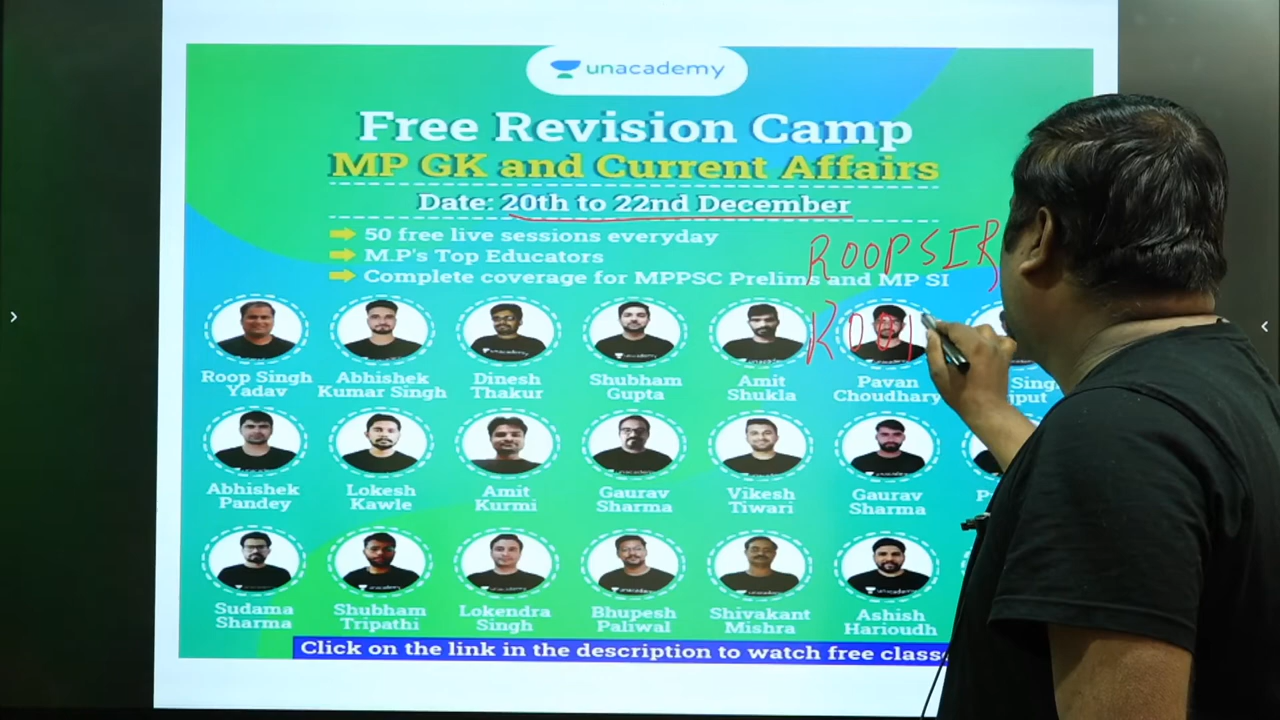 unacademy
Free Revision Camp
MP GK and Current Affairs
Date: 20th to 22nd December
50 free live sessions everyday
M.P's Top Educators
Complete coverage for MPPSC Prelims and MP SI
ROOPSIR
ROO
Roop Singh Yadav
Abhishek Kumar Singh
Dinesh Thakur
Shubham Gupta
Amit Shukla
Pavan Choudhary
Abhishek Pandey
Lokesh Kawle
Amit Kurmi
Gaurav Sharma
Vikesh Tiwari
Gaurav Sharma
Sudama Sharma
Shubham Tripathi
Lokendra Singh
Bhupesh Paliwal
Shivakant Mishra
Ashish Harioudh
Click on the link in the description to watch free